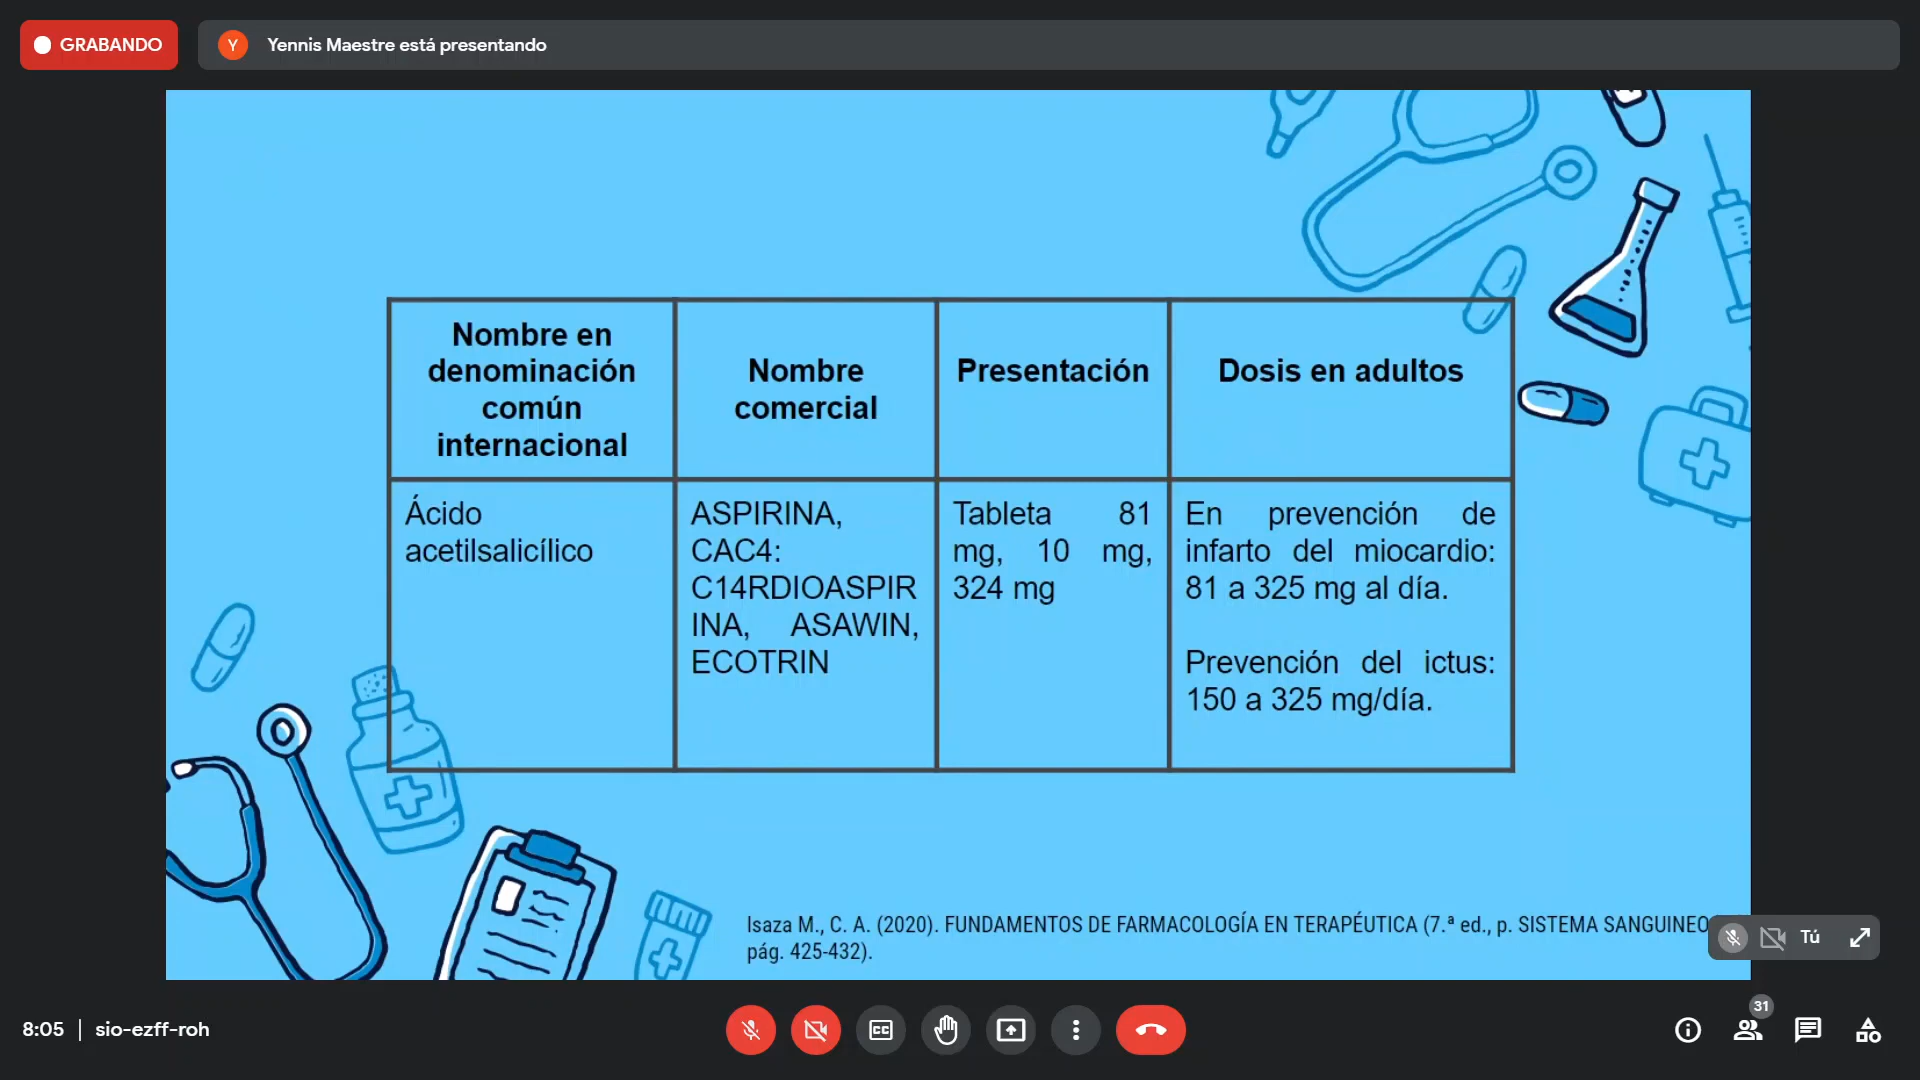 GRABANDO
Y
Yennis Maestre está presentando
Nombre en
denominación
común
internacional
Nombre
comercial
Presentación
Dosis en adultos
Ácido
acetilsalicílico
ASPIRINA,
CAC4:
C14RDIOASPIR
INA, ASAWIN,
ECOTRIN
Tableta 81
mg, 10 mg,
324 mg
En prevención de
infarto del miocardio:
81 a 325 mg al día.
Prevención del ictus:
150 a 325 mg/día.
Isaza M., C. A. (2020). FUNDAMENTOS DE FARMACOLOGÍA EN TERAPÉUTICA (7.ª ed., p. SISTEMA SANGUINEO
pág. 425-432).
Tú
8:05 | sio-ezff-roh
CC
31